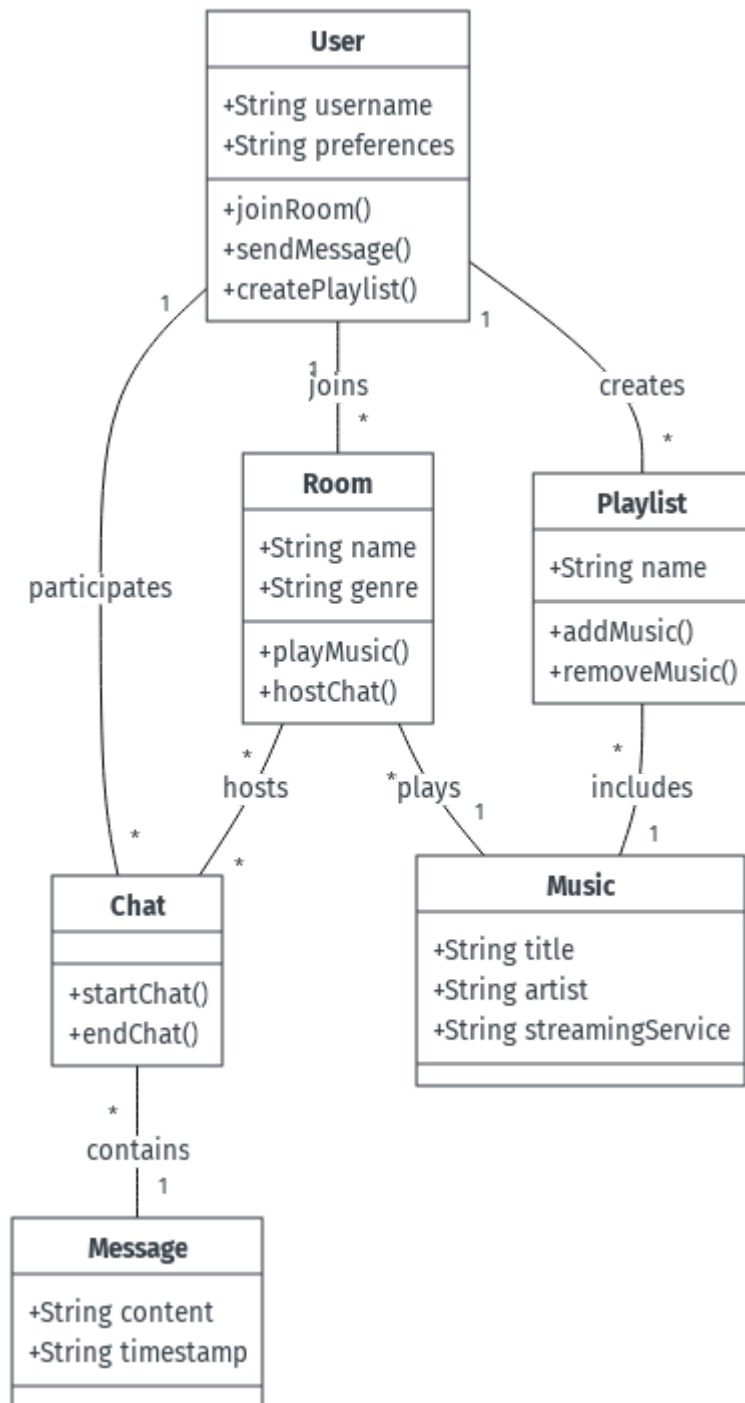 User
+String username
+String preferences
+joinRoom()
+sendMessage()
+createPlaylist()
1
1
1
joins
creates
*
*
Room
+String name
+String genre
+playMusic()
+hostChat()
Playlist
+String name
+addMusic()
+removeMusic()
participates
*
hosts
*
*
*plays
1
*
includes
1
Chat
+startChat()
+endChat()
Music
+String title
+String artist
+String streamingService
*
contains
1
Message
+String content
+String timestamp